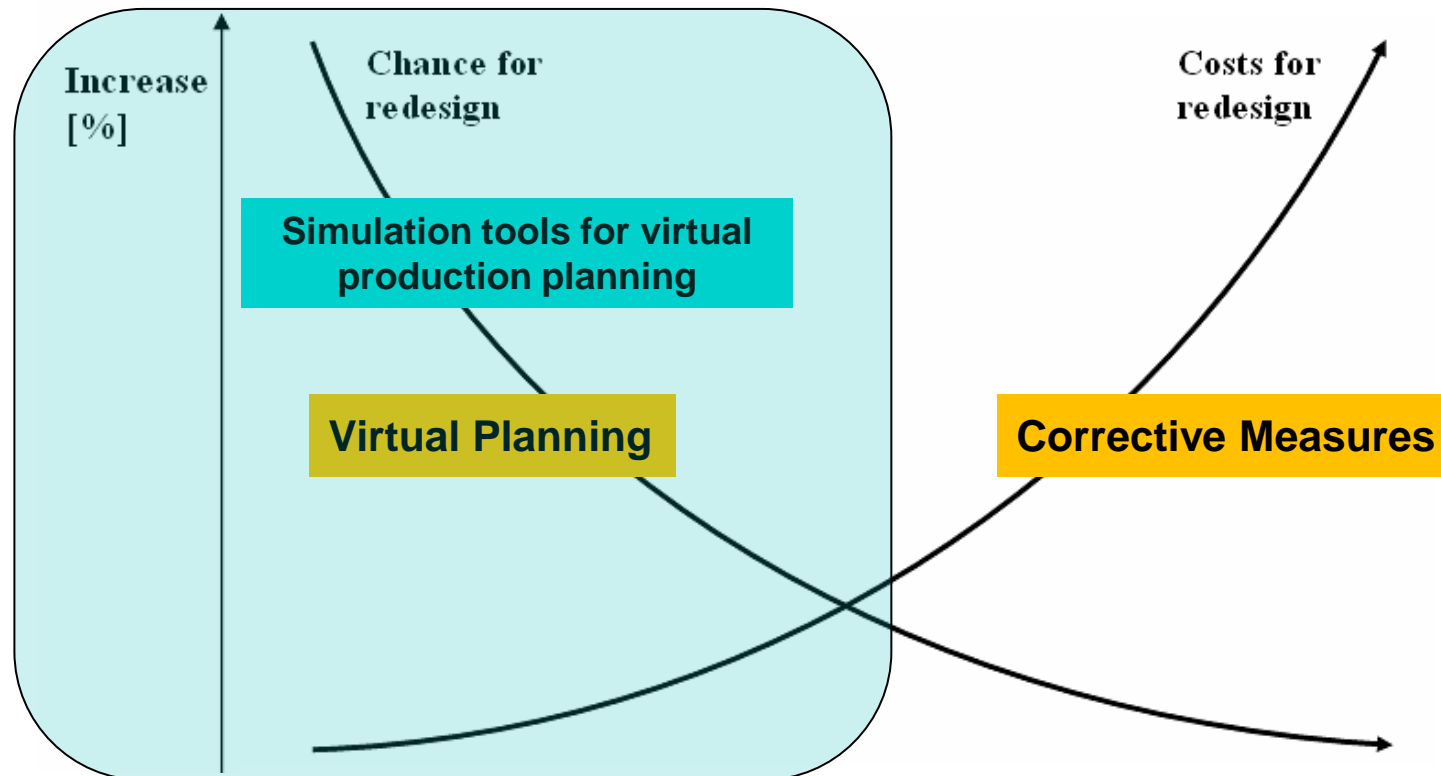 Increase
[%]
Chance for
redesign
Costs for
redesign
Simulation tools for virtual
production planning
Virtual Planning
Corrective Measures